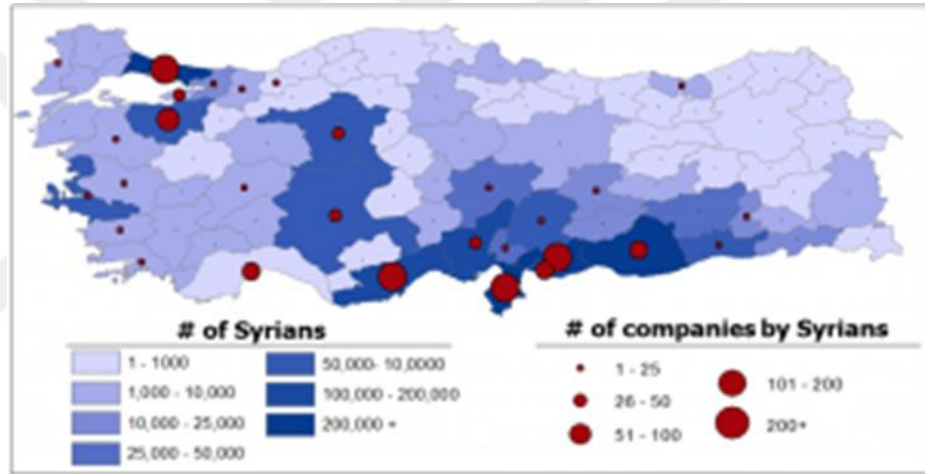 # of Syrians
1 - 1000
1,000 - 10,000
10,000 - 25,000
25,000 - 50,000
50,000- 10,0000
100,000 - 200,000
200,000 +
# of companies by Syrians
1 - 25
26 - 50
51 - 100
101 - 200
200+